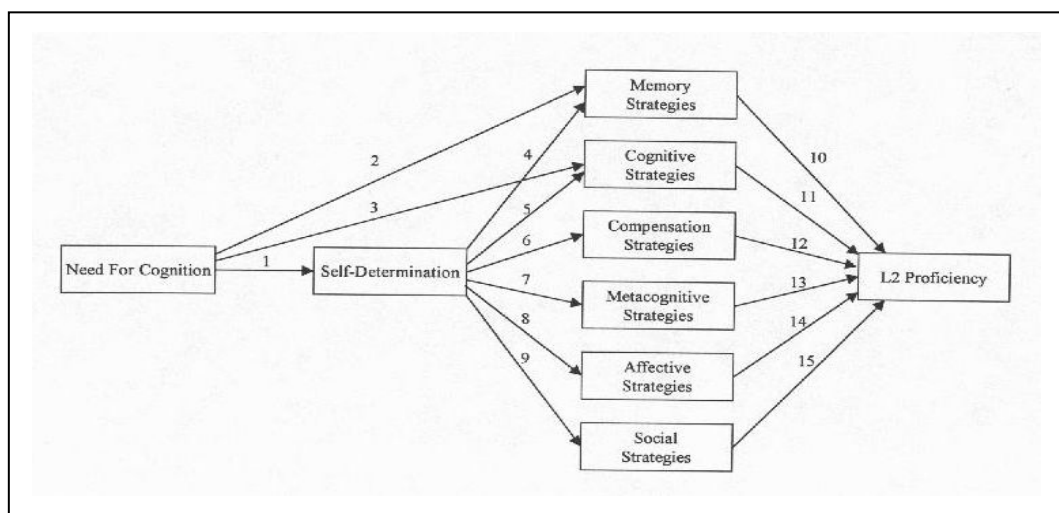 Memory
Strategies
2
4
10
Cognitive
Strategies
3
11
5
6
Compensation
Strategies
12
Need For Cognition
1
Self-Determination
L2 Proficiency
7
Metacognitive
Strategies
13
8
14
9
Affective
Strategies
15
Social
Strategies